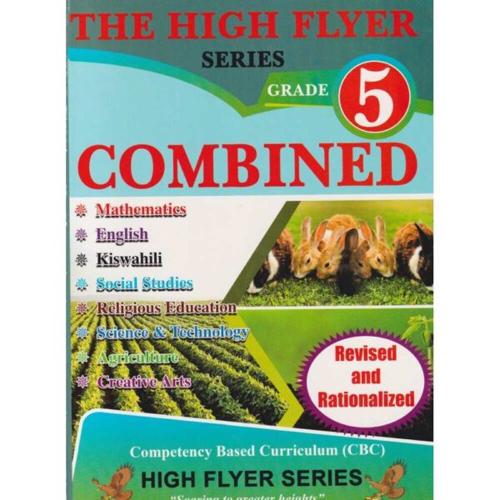 THE HIGH FLYER
SERIES
GRADE 5
COMBINED
Mathematics
English
Kiswahili
Social Studies
Religious Education
Science & Technology
Agriculture
Creative Arts
Revised
and
Rationalized
Competency Based Curriculum (CBC)
HIGH FLYER SERIES
"Soaring to greater heights"